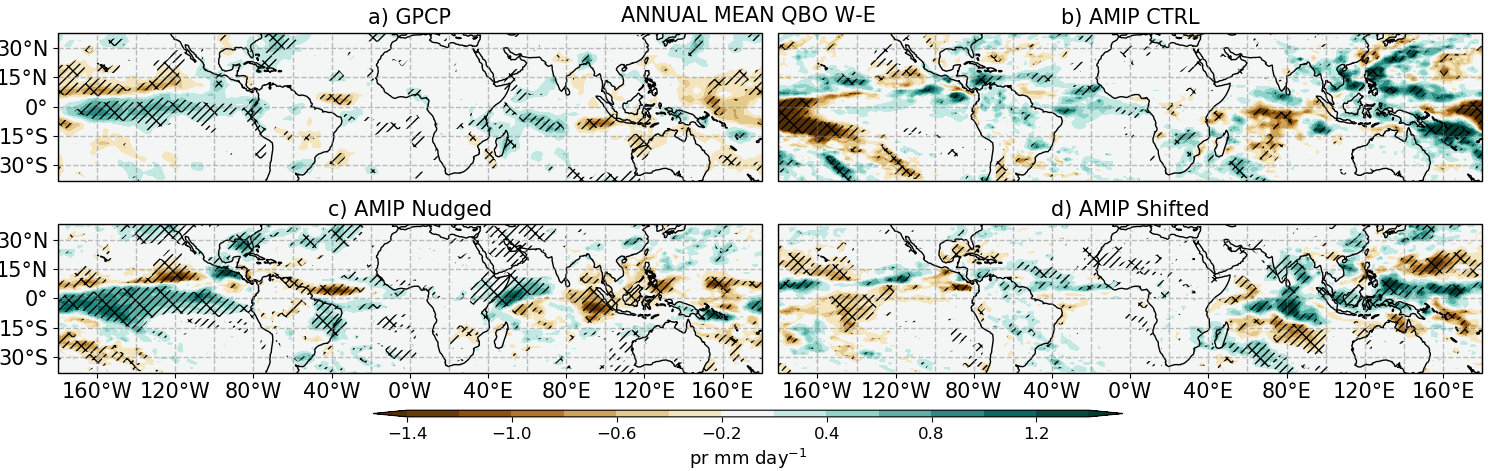 ANNUAL MEAN QBO W-E
a) GPCP
b) AMIP CTRL
30°N
15°N
0°
15°S
30°S
c) AMIP Nudged
d) AMIP Shifted
30°N
15°N
0°
15°S
30°S
160°W 120°W 80°W 40°W 0°W 40°E 80°E 120°E 160°E
160°W 120°W 80°W 40°W 0°W 40°E 80°E 120°E 160°E
−1.4 −1.0 −0.6 −0.2 0.4 0.8 1.2
pr mm day⁻¹